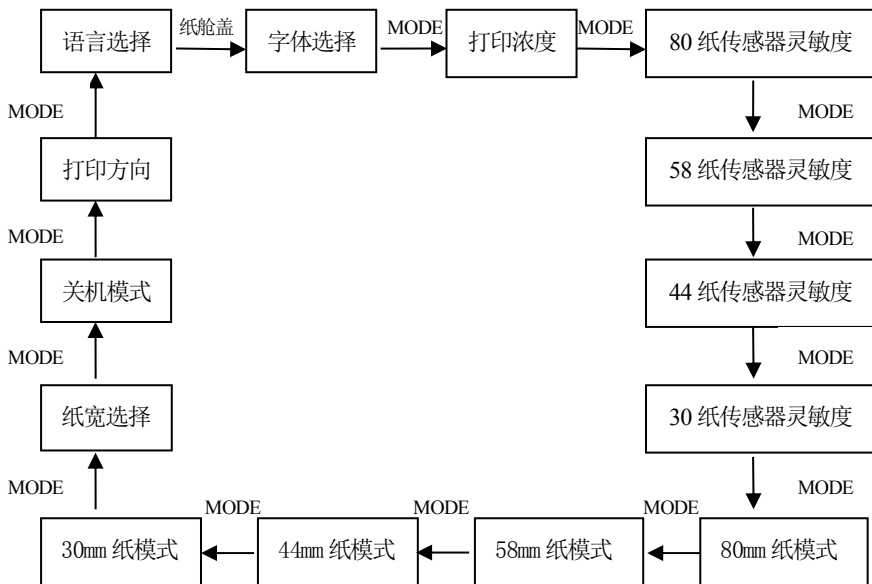 语言选择 纸舱盖 字体选择 MODE 打印浓度 MODE 80 纸传感器灵敏度
MODE MODE
打印方向 58 纸传感器灵敏度
MODE MODE
关机模式 44 纸传感器灵敏度
MODE MODE
纸宽选择 30 纸传感器灵敏度
MODE MODE
MODE MODE MODE
30mm 纸模式 44mm 纸模式 58mm 纸模式 80mm 纸模式